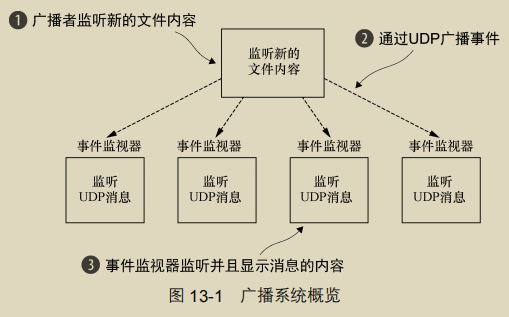 ❶ 广播者监听新的文件内容
❷ 通过UDP广播事件
监听新的
文件内容
事件监视器
事件监视器
事件监视器
事件监视器
监听
UDP消息
监听
UDP消息
监听
UDP消息
监听
UDP消息
❸ 事件监视器监听并且显示消息的内容
图 13-1 广播系统概览